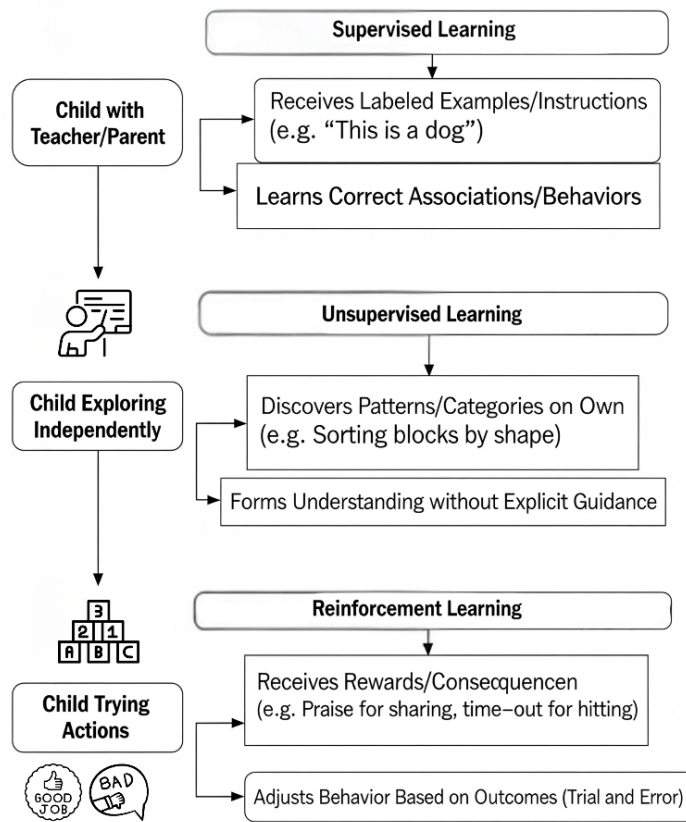 Supervised Learning
Child with
Teacher/Parent
Receives Labeled Examples/Instructions
(e.g. “This is a dog”)
Learns Correct Associations/Behaviors
Unsupervised Learning
Child Exploring
Independently
Discovers Patterns/Categories on Own
(e.g. Sorting blocks by shape)
Forms Understanding without Explicit Guidance
3
2 1
A B C
Reinforcement Learning
Child Trying
Actions
Receives Rewards/Consecquencen
(e.g. Praise for sharing, time–out for hitting)
GOOD
JOB
BAD
Adjusts Behavior Based on Outcomes (Trial and Error)